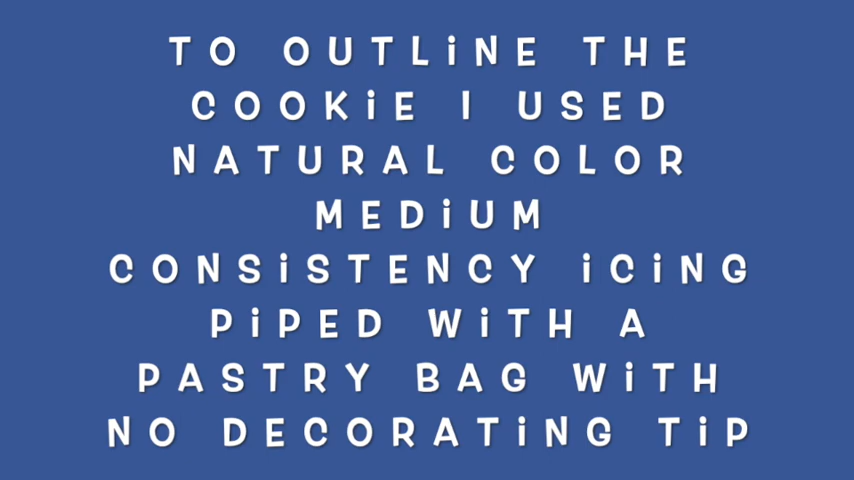 TO OUTLiNE THE
COOKiE I USED
NATURAL COLOR
MEDiUM
CONSiSTENCY iCiNG
PiPED WiTH A
PASTRY BAG WiTH
NO DECORATiNG TiP